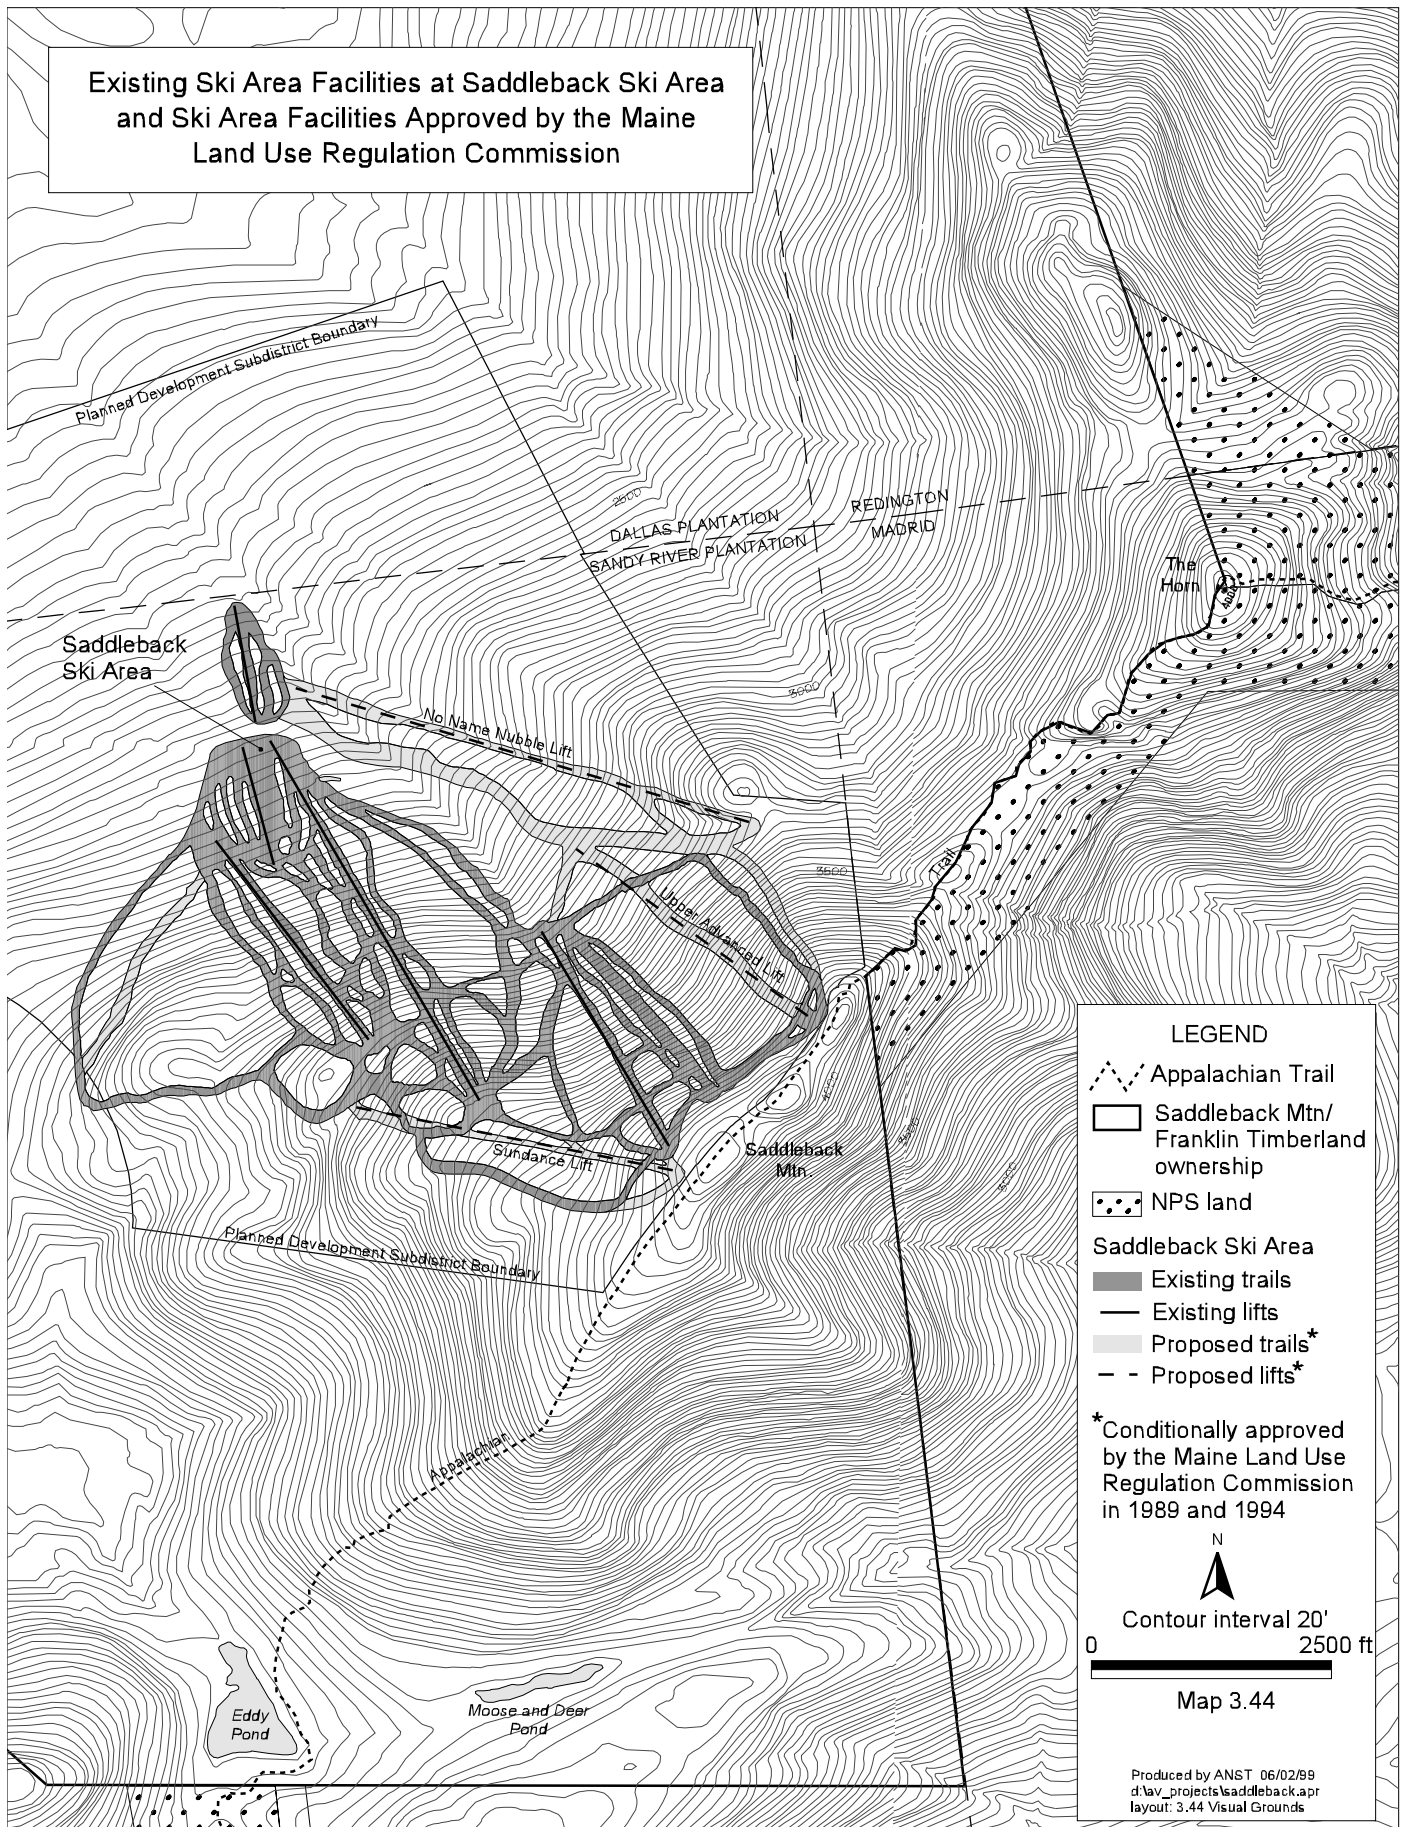 Existing Ski Area Facilities at Saddleback Ski Area
and Ski Area Facilities Approved by the Maine
Land Use Regulation Commission
Planned Development Subdistrict Boundary
2500
DALLAS PLANTATION
SANDY RIVER PLANTATION
REDINGTON
MADRID
The
Horn
4000
Saddleback
Ski Area
3000
No Name Nubble Lift
3500
Trail
Upper Advanced Lift
4000
Saddleback
Mtn.
3500
3000
Sundance Lift
Planned Development Subdistrict Boundary
Appalachian
Eddy
Pond
Moose and Deer
Pond
LEGEND
Appalachian Trail
Saddleback Mtn/
Franklin Timberland
ownership
NPS land
Saddleback Ski Area
Existing trails
Existing lifts
Proposed trails*
Proposed lifts*
*Conditionally approved
by the Maine Land Use
Regulation Commission
in 1989 and 1994
N
Contour interval 20'
0 2500 ft
Map 3.44
Produced by ANST 06/02/99
d:\av_projects\saddleback.apr
layout: 3.44 Visual Grounds